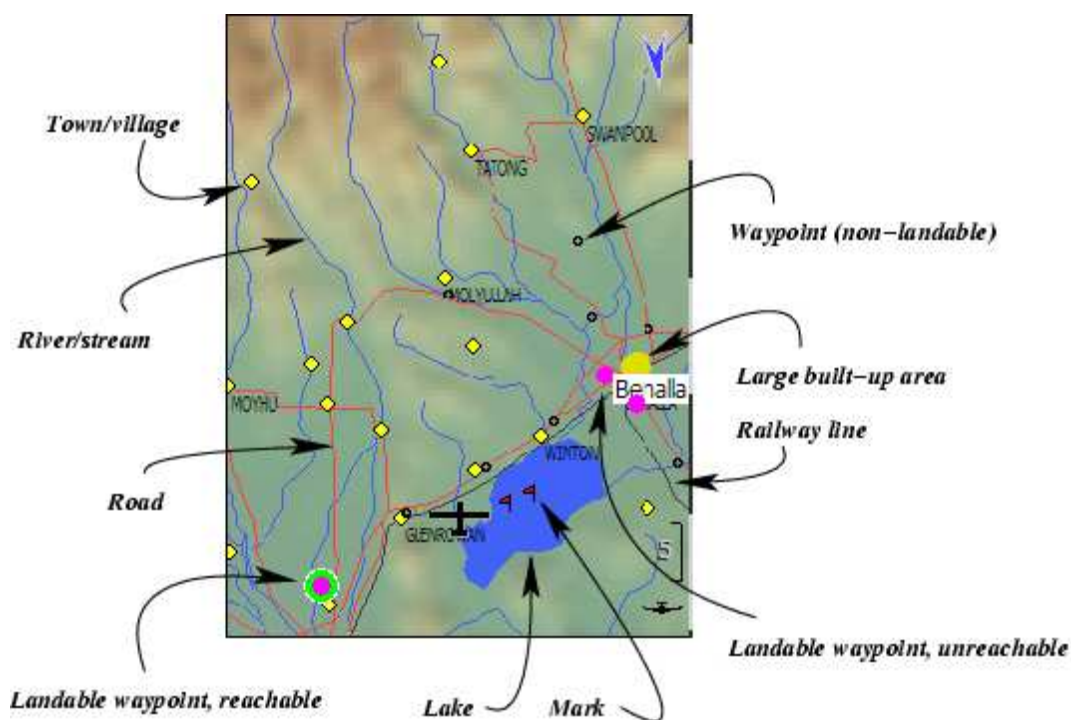 Town/village
SWANPOOL
TATONG
Waypoint (non-landable)
MOLYULLAH
River/stream
Large built-up area
Benalla
MOYHU
Railway line
WINTON
Road
GLENROWAN
5
Landable waypoint, unreachable
Landable waypoint, reachable
Lake
Mark